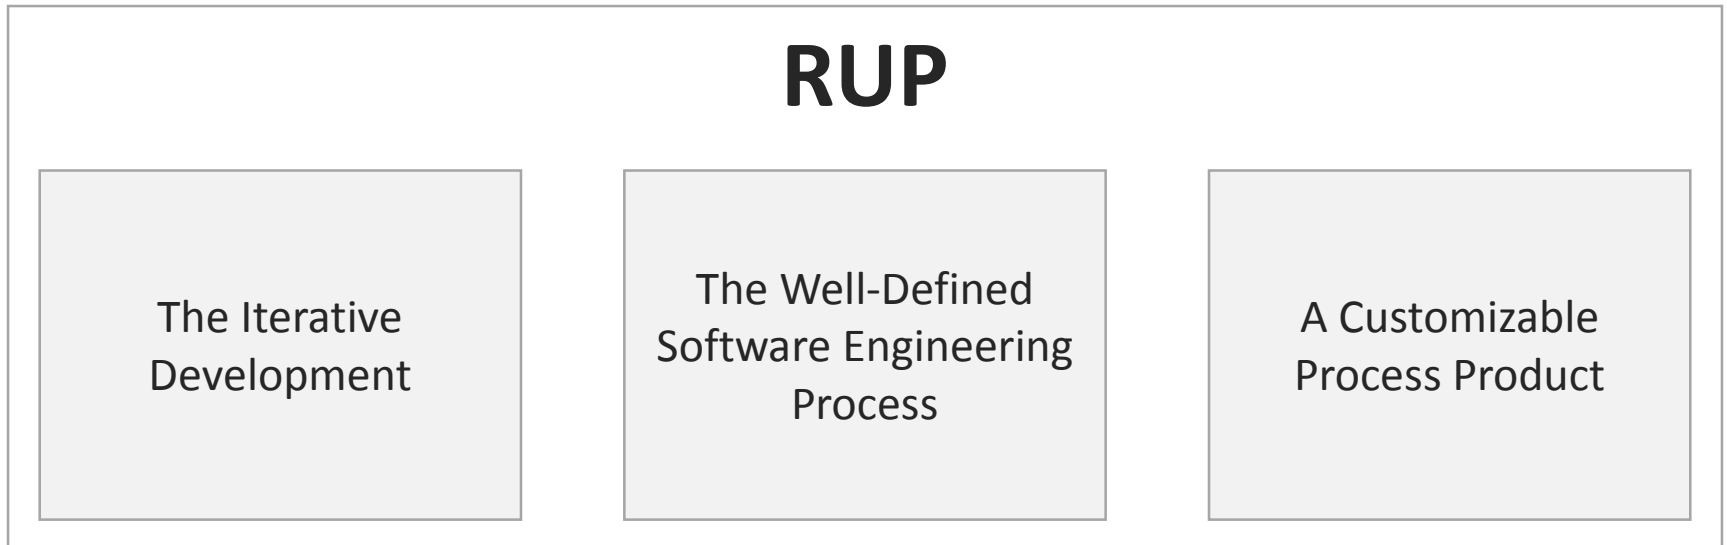 RUP
The Iterative
Development
The Well-Defined
Software Engineering
Process
A Customizable
Process Product